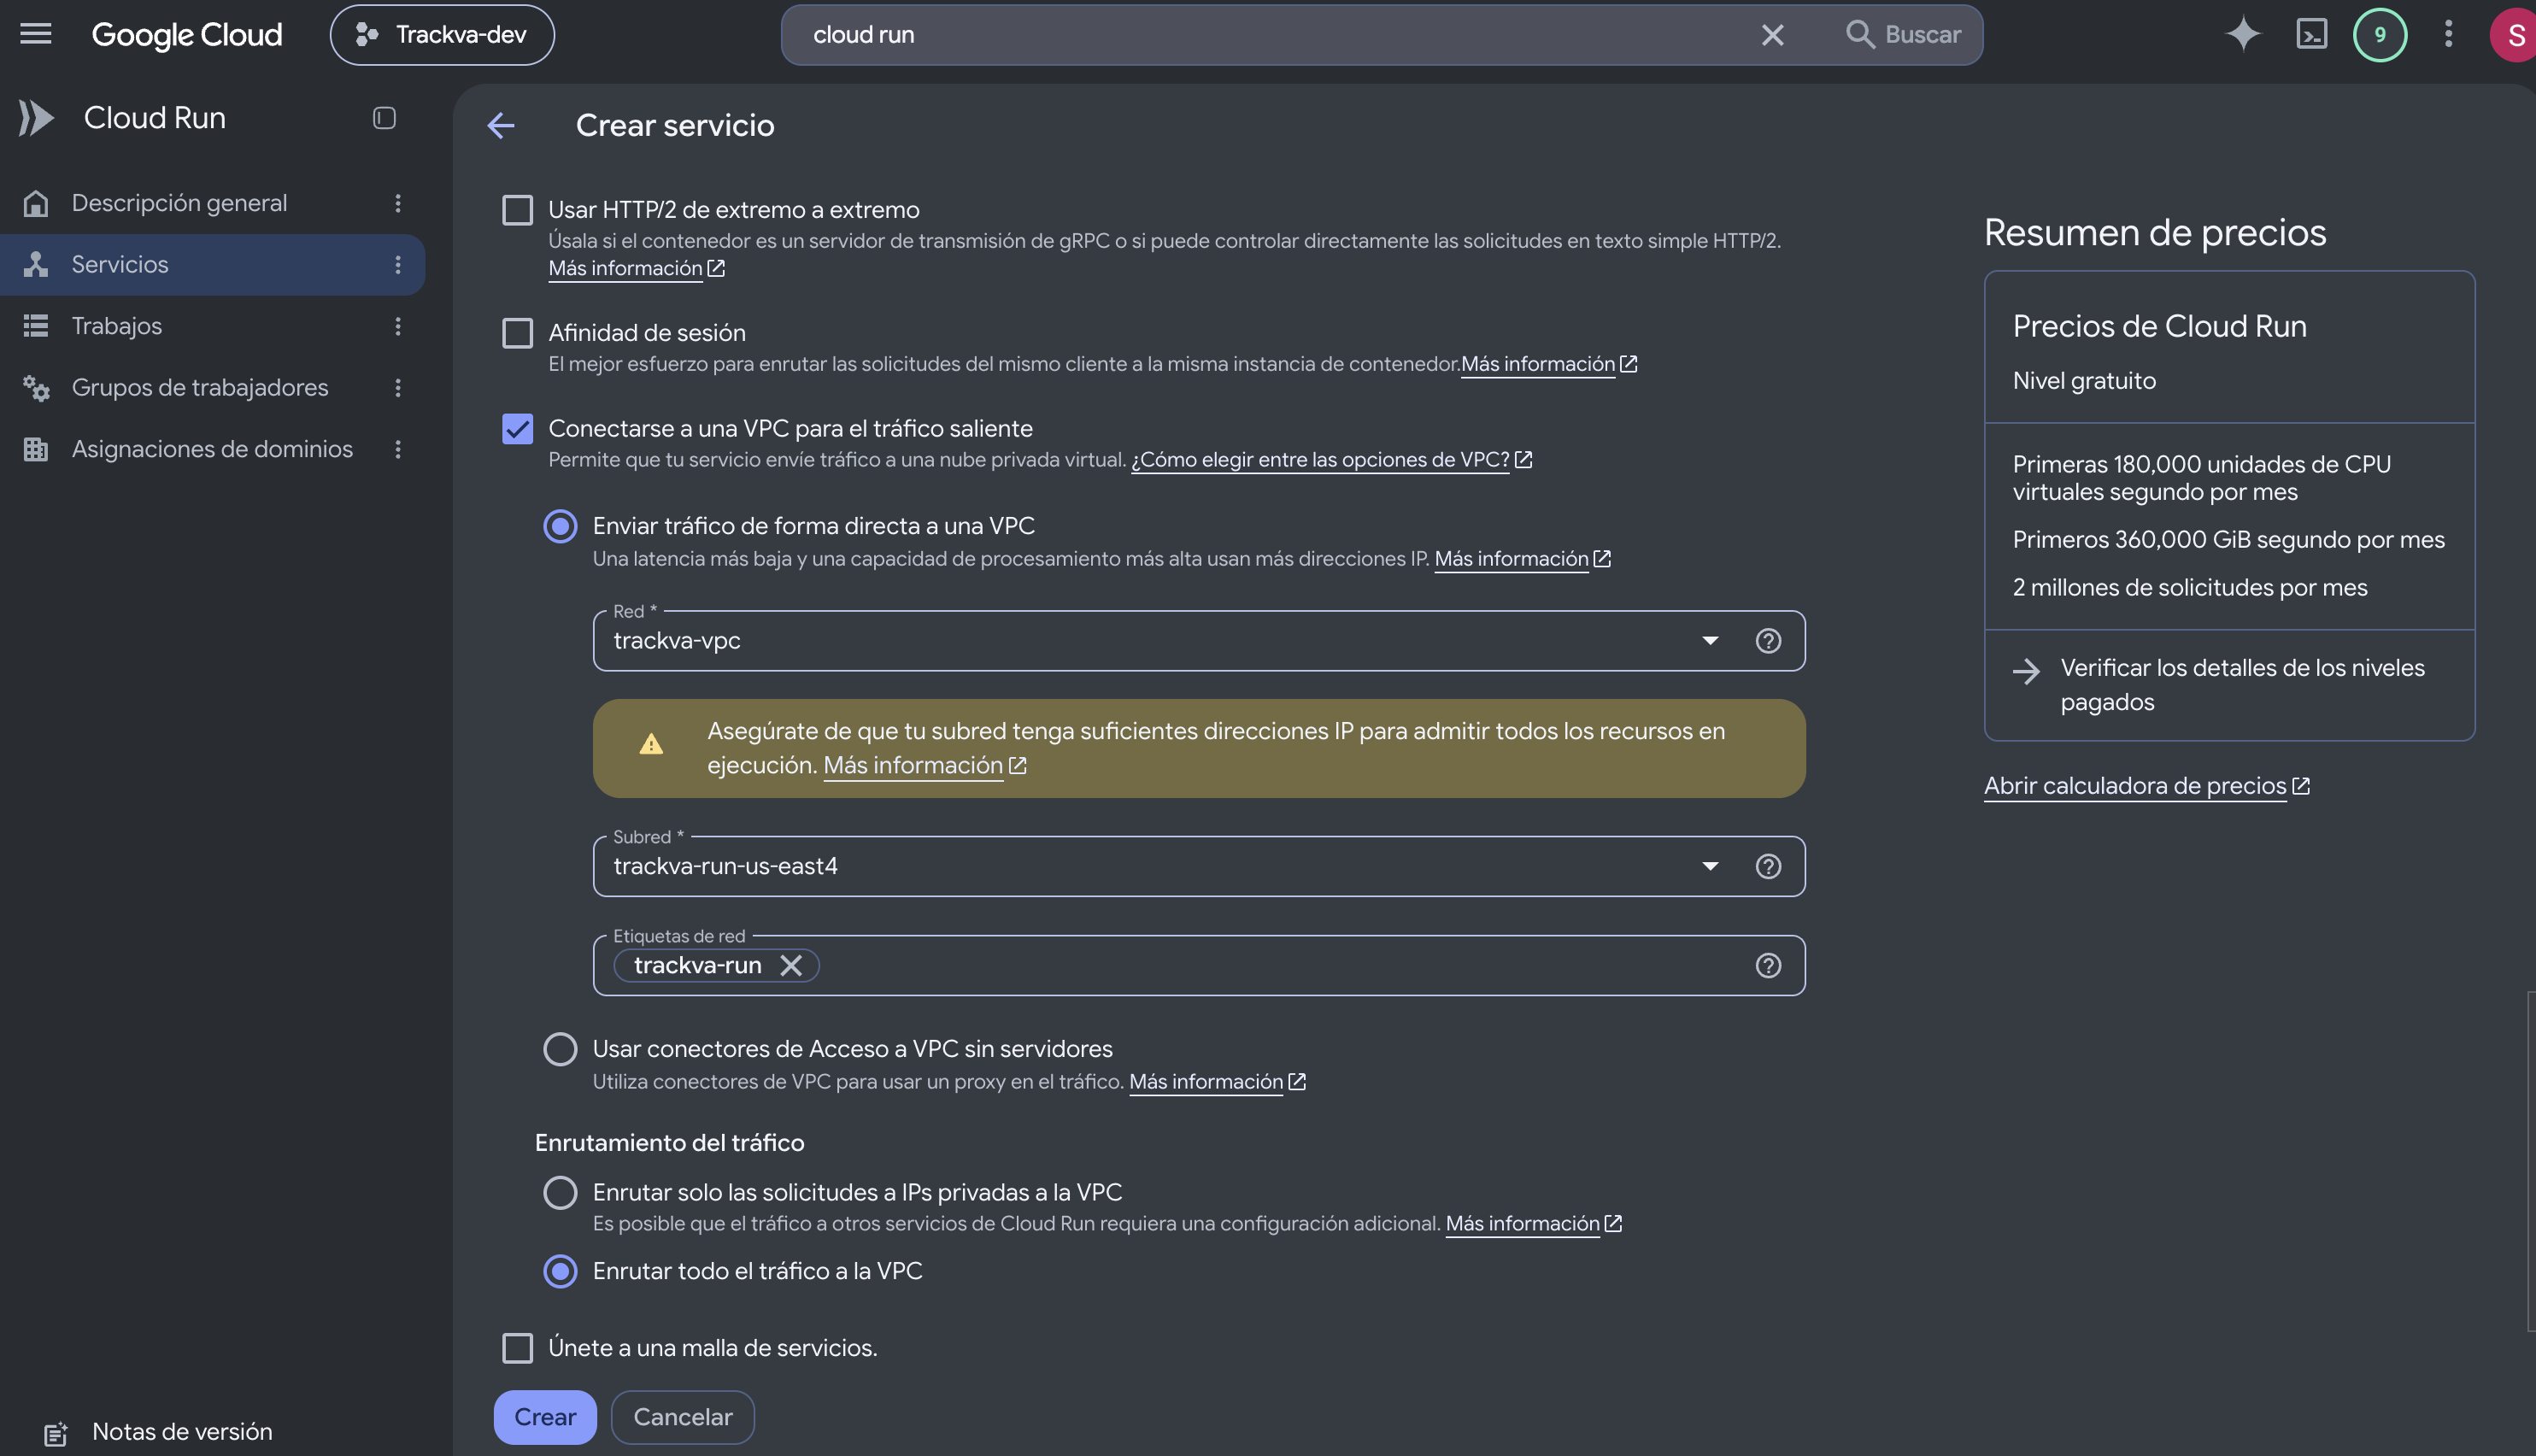 Google Cloud
Trackva-dev
cloud run
Buscar
9
S
Cloud Run
Descripción general
Servicios
Trabajos
Grupos de trabajadores
Asignaciones de dominios
Notas de versión
Crear servicio
Usar HTTP/2 de extremo a extremo
Úsala si el contenedor es un servidor de transmisión de gRPC o si puede controlar directamente las solicitudes en texto simple HTTP/2.
Más información
Afinidad de sesión
El mejor esfuerzo para enrutar las solicitudes del mismo cliente a la misma instancia de contenedor.Más información
Conectarse a una VPC para el tráfico saliente
Permite que tu servicio envíe tráfico a una nube privada virtual. ¿Cómo elegir entre las opciones de VPC?
Enviar tráfico de forma directa a una VPC
Una latencia más baja y una capacidad de procesamiento más alta usan más direcciones IP. Más información
Red *
trackva-vpc
Asegúrate de que tu subred tenga suficientes direcciones IP para admitir todos los recursos en
ejecución. Más información
Subred *
trackva-run-us-east4
Etiquetas de red
trackva-run
Usar conectores de Acceso a VPC sin servidores
Utiliza conectores de VPC para usar un proxy en el tráfico. Más información
Enrutamiento del tráfico
Enrutar solo las solicitudes a IPs privadas a la VPC
Es posible que el tráfico a otros servicios de Cloud Run requiera una configuración adicional. Más información
Enrutar todo el tráfico a la VPC
Únete a una malla de servicios.
Crear
Cancelar
Resumen de precios
Precios de Cloud Run
Nivel gratuito
Primeras 180,000 unidades de CPU
virtuales segundo por mes
Primeros 360,000 GiB segundo por mes
2 millones de solicitudes por mes
Verificar los detalles de los niveles
pagados
Abrir calculadora de precios